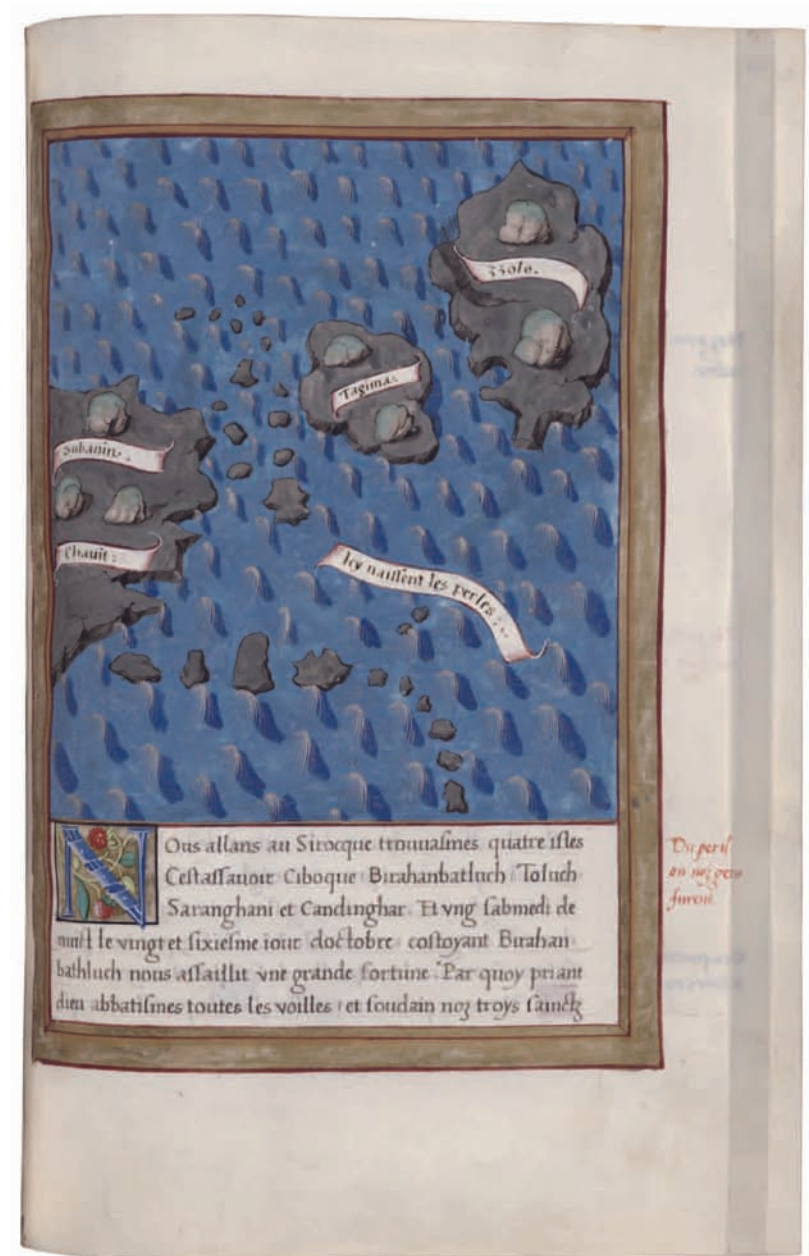 zzolo.
Tagima:
Subanin:.
Chauit:
Icy naissent les perles:..
NOus allans au Sirocque trouuasmes quatre isles
Cestassauoir Ciboque Birahanbatluch Toluch
Saranghani et Candinghar. Et vng sabmedi de
nuict le vingt et sixiesme iour doctobre costoyant Birahan
bathluch nous assaillit vne grande fortune. Par quoy priant
dieu abbatismes toutes les voilles: et soudain noz troys sainctz
Du peril
ou noz gens
furent